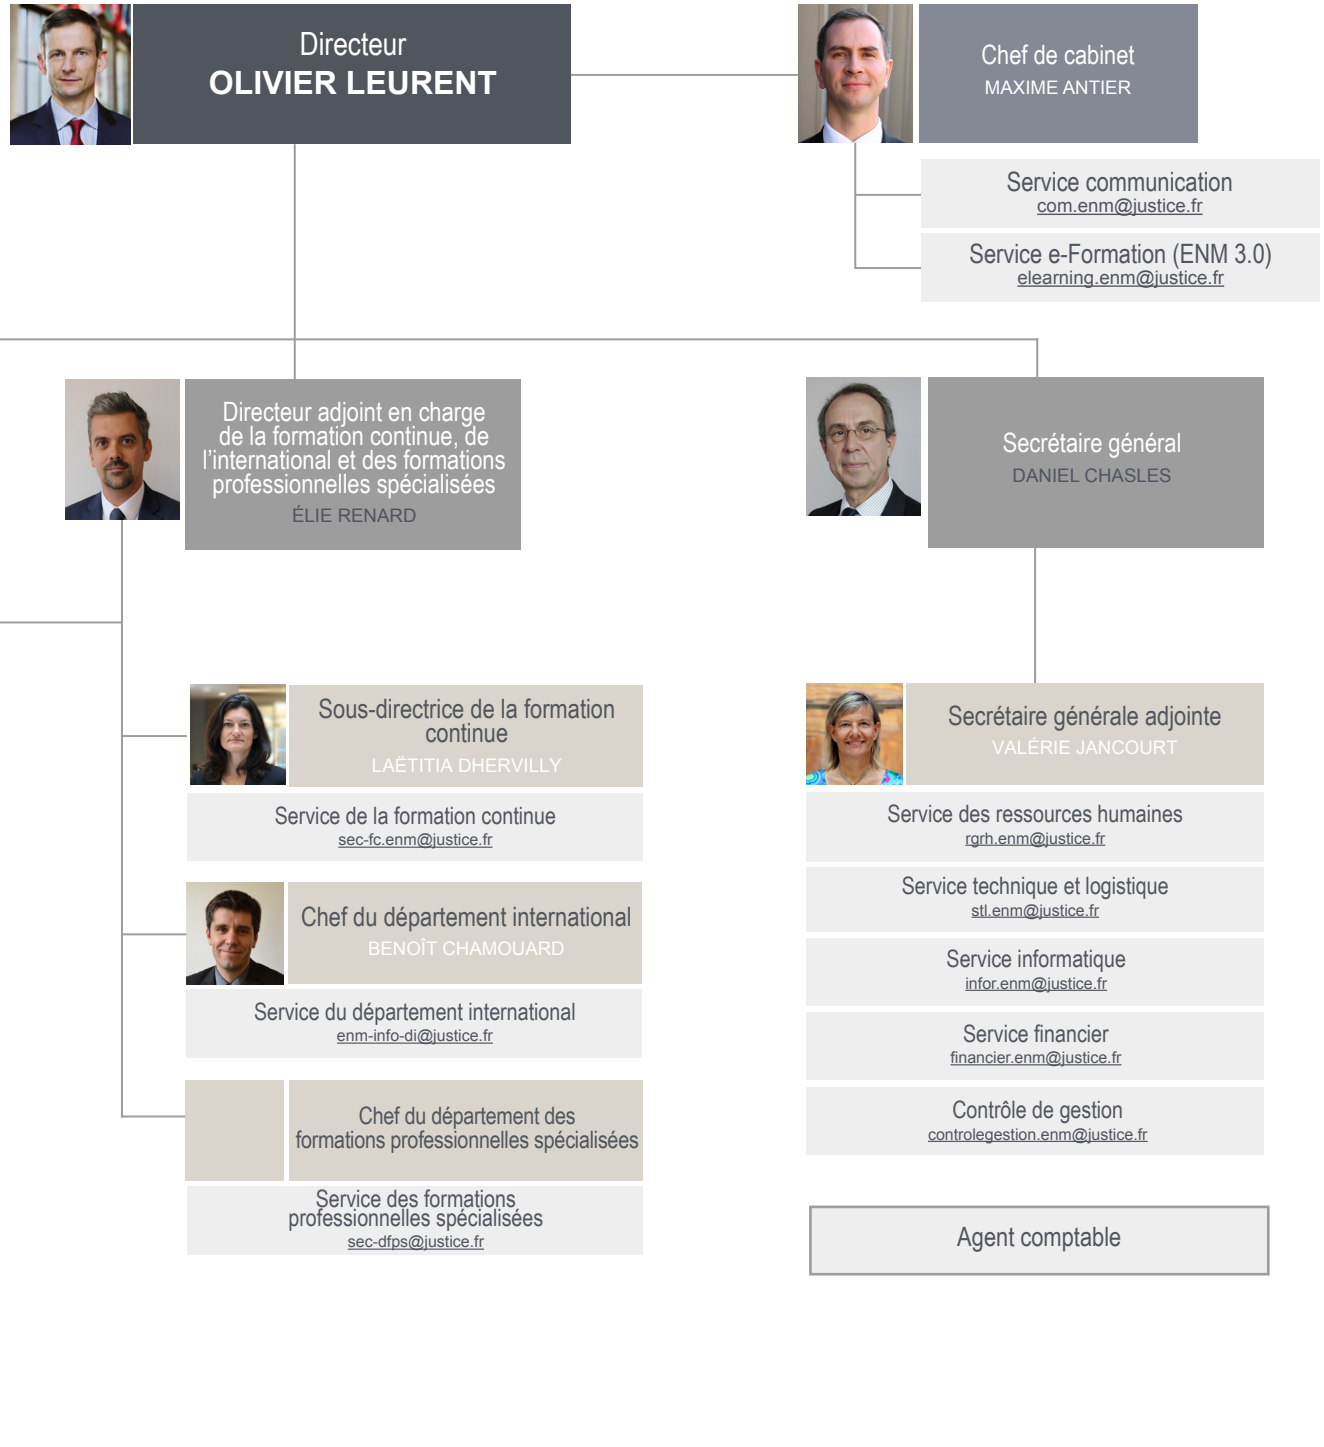 Directeur
OLIVIER LEURENT
Chef de cabinet
MAXIME ANTIER
Service communication
com.enm@justice.fr
Service e-Formation (ENM 3.0)
elearning.enm@justice.fr
Directeur adjoint en charge
de la formation continue, de
l’international et des formations
professionnelles spécialisées
ÉLIE RENARD
Secrétaire général
DANIEL CHASLES
Sous-directrice de la formation
continue
LAËTITIA DHERVILLY
Service de la formation continue
sec-fc.enm@justice.fr
Chef du département international
BENOÎT CHAMOUARD
Service du département international
enm-info-di@justice.fr
Chef du département des
formations professionnelles spécialisées
Service des formations
professionnelles spécialisées
sec-dfps@justice.fr
Secrétaire générale adjointe
VALÉRIE JANCOURT
Service des ressources humaines
rgrh.enm@justice.fr
Service technique et logistique
stl.enm@justice.fr
Service informatique
infor.enm@justice.fr
Service financier
financier.enm@justice.fr
Contrôle de gestion
controlegestion.enm@justice.fr
Agent comptable